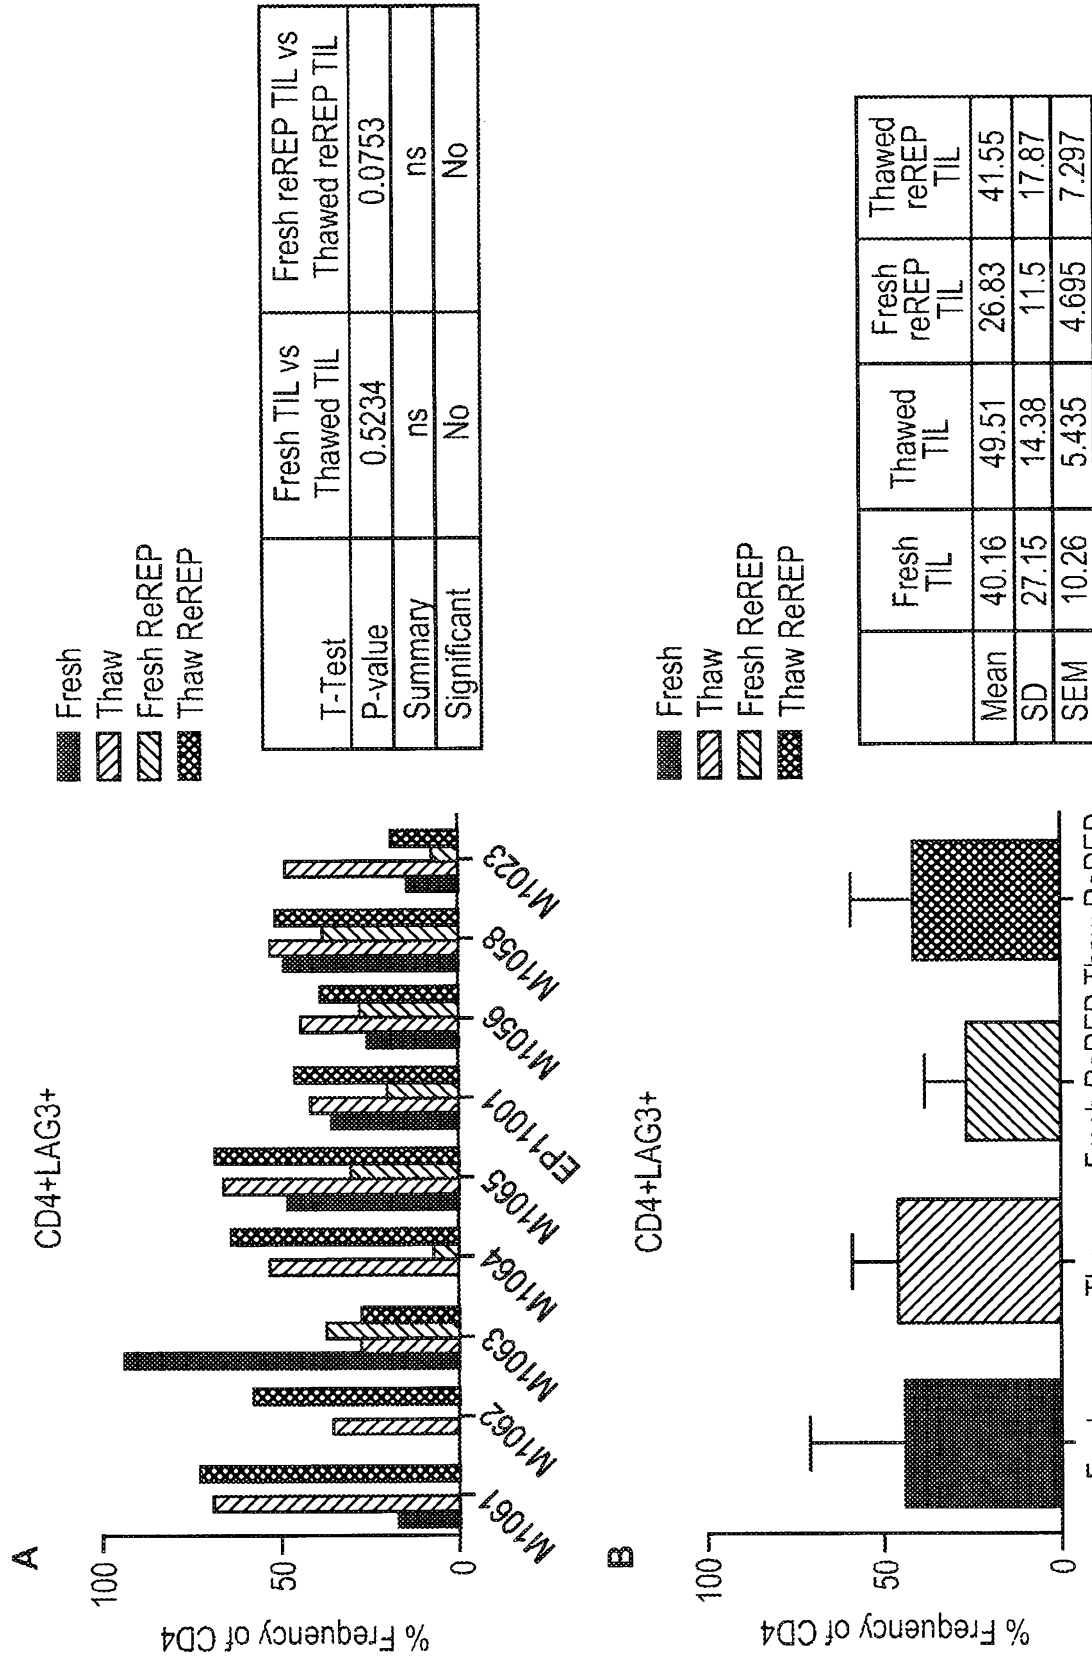 A
CD4+LAG3+
% Frequency of CD4
100
50
0
M1061
M1062
M1063
M1064
M1065
EP11001
M1056
M1058
M1023
Fresh
Thaw
Fresh ReREP
Thaw ReREP
T-Test
Fresh TIL vs Thawed TIL
Fresh reREP TIL vs Thawed reREP TIL
P-value 0.5234 0.0753
Summary ns ns
Significant No No
B
CD4+LAG3+
% Frequency of CD4
100
50
0
Fresh ReREP
Thaw ReREP
Fresh
Thaw
Fresh ReREP
Thaw ReREP
Fresh TIL
Thawed TIL
Fresh reREP TIL
Thawed reREP TIL
Mean 40.16 49.51 26.83 41.55
SD 27.15 14.38 11.5 17.87
SEM 10.26 5.435 4.695 7.297